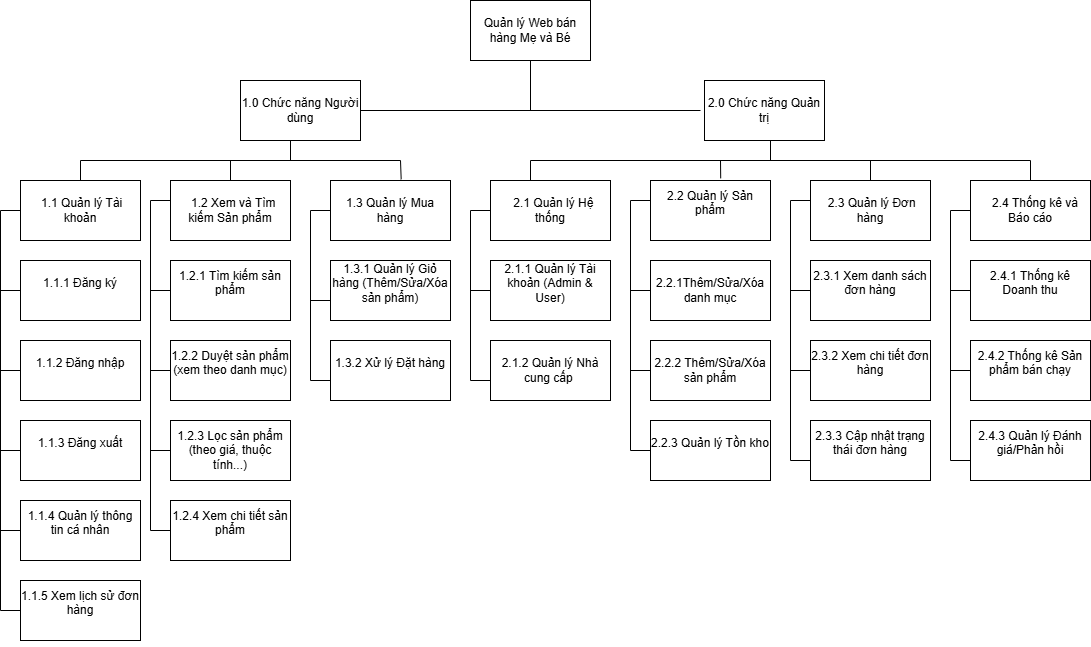 Quản lý Web bán
hàng Mẹ và Bé
1.0 Chức năng Người
dùng
2.0 Chức năng Quản
trị
1.1 Quản lý Tài
khoản
1.2 Xem và Tìm
kiếm Sản phẩm
1.3 Quản lý Mua
hàng
2.1 Quản lý Hệ
thống
2.2 Quản lý Sản
phẩm
2.3 Quản lý Đơn
hàng
2.4 Thống kê và
Báo cáo
1.1.1 Đăng ký
1.2.1 Tìm kiếm sản
phẩm
1.3.1 Quản lý Giỏ
hàng (Thêm/Sửa/Xóa
sản phẩm)
2.1.1 Quản lý Tài
khoản (Admin &
User)
2.2.1Thêm/Sửa/Xóa
danh mục
2.3.1 Xem danh sách
đơn hàng
2.4.1 Thống kê
Doanh thu
1.1.2 Đăng nhập
1.2.2 Duyệt sản phẩm
(xem theo danh mục)
1.3.2 Xử lý Đặt hàng
2.1.2 Quản lý Nhà
cung cấp
2.2.2 Thêm/Sửa/Xóa
sản phẩm
2.3.2 Xem chi tiết đơn
hàng
2.4.2 Thống kê Sản
phẩm bán chạy
1.1.3 Đăng xuất
1.2.3 Lọc sản phẩm
(theo giá, thuộc
tính...)
2.2.3 Quản lý Tồn kho
2.3.3 Cập nhật trạng
thái đơn hàng
2.4.3 Quản lý Đánh
giá/Phản hồi
1.1.4 Quản lý thông
tin cá nhân
1.2.4 Xem chi tiết sản
phẩm
1.1.5 Xem lịch sử đơn
hàng